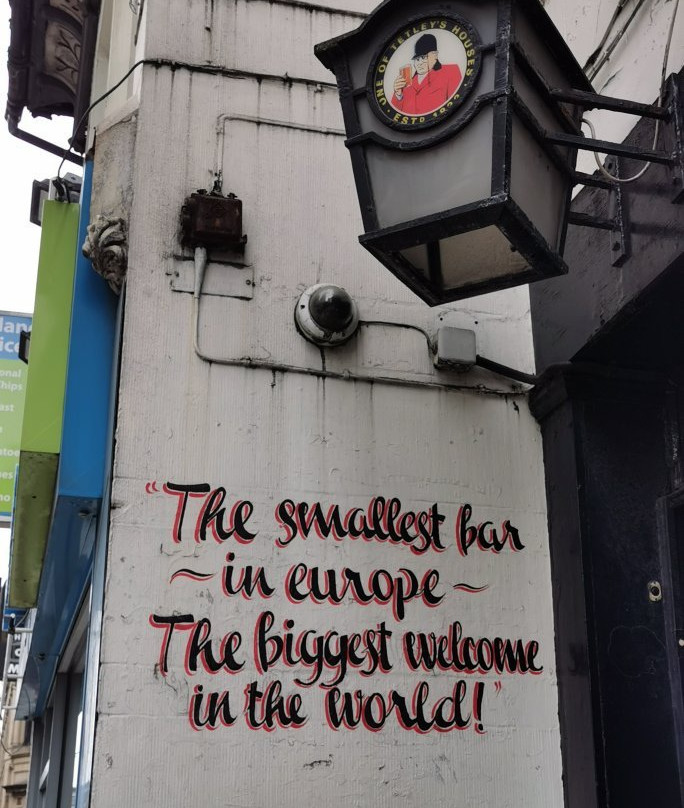 ONE OF TETLEY'S HOUSES
· ESTD 1822 ·
"The smallest bar
~ in europe ~
The biggest welcome
in the world!"